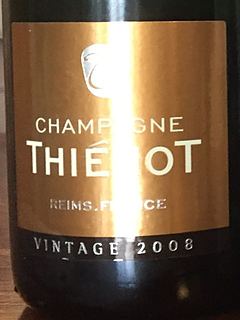 CHAMPAGNE
THIÉNOT
REIMS.FRANCE
VINTAGE 2008